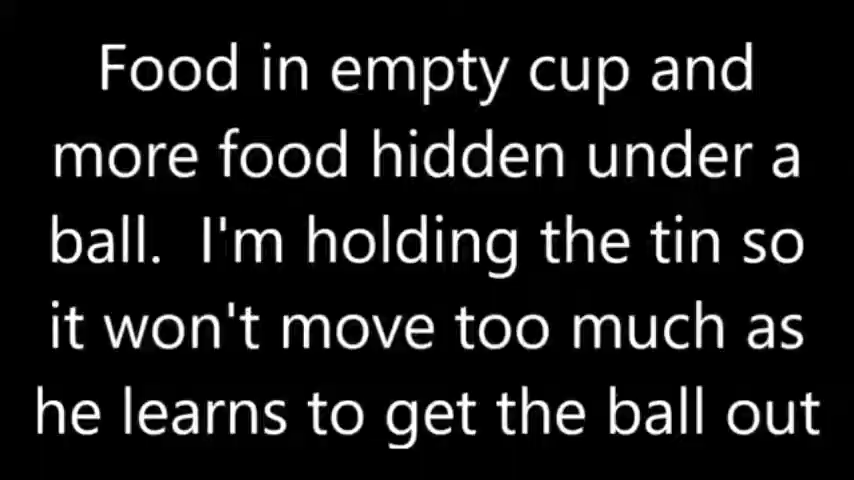 Food in empty cup and
more food hidden under a
ball.  I'm holding the tin so
it won't move too much as
he learns to get the ball out